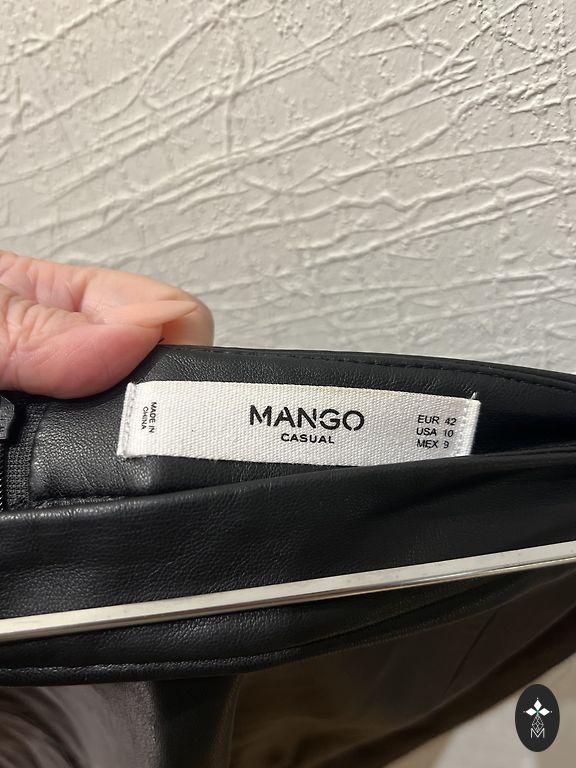 MADE IN
CHINA
MANGO
CASUAL
EUR 42
USA 10
MEX 9
M